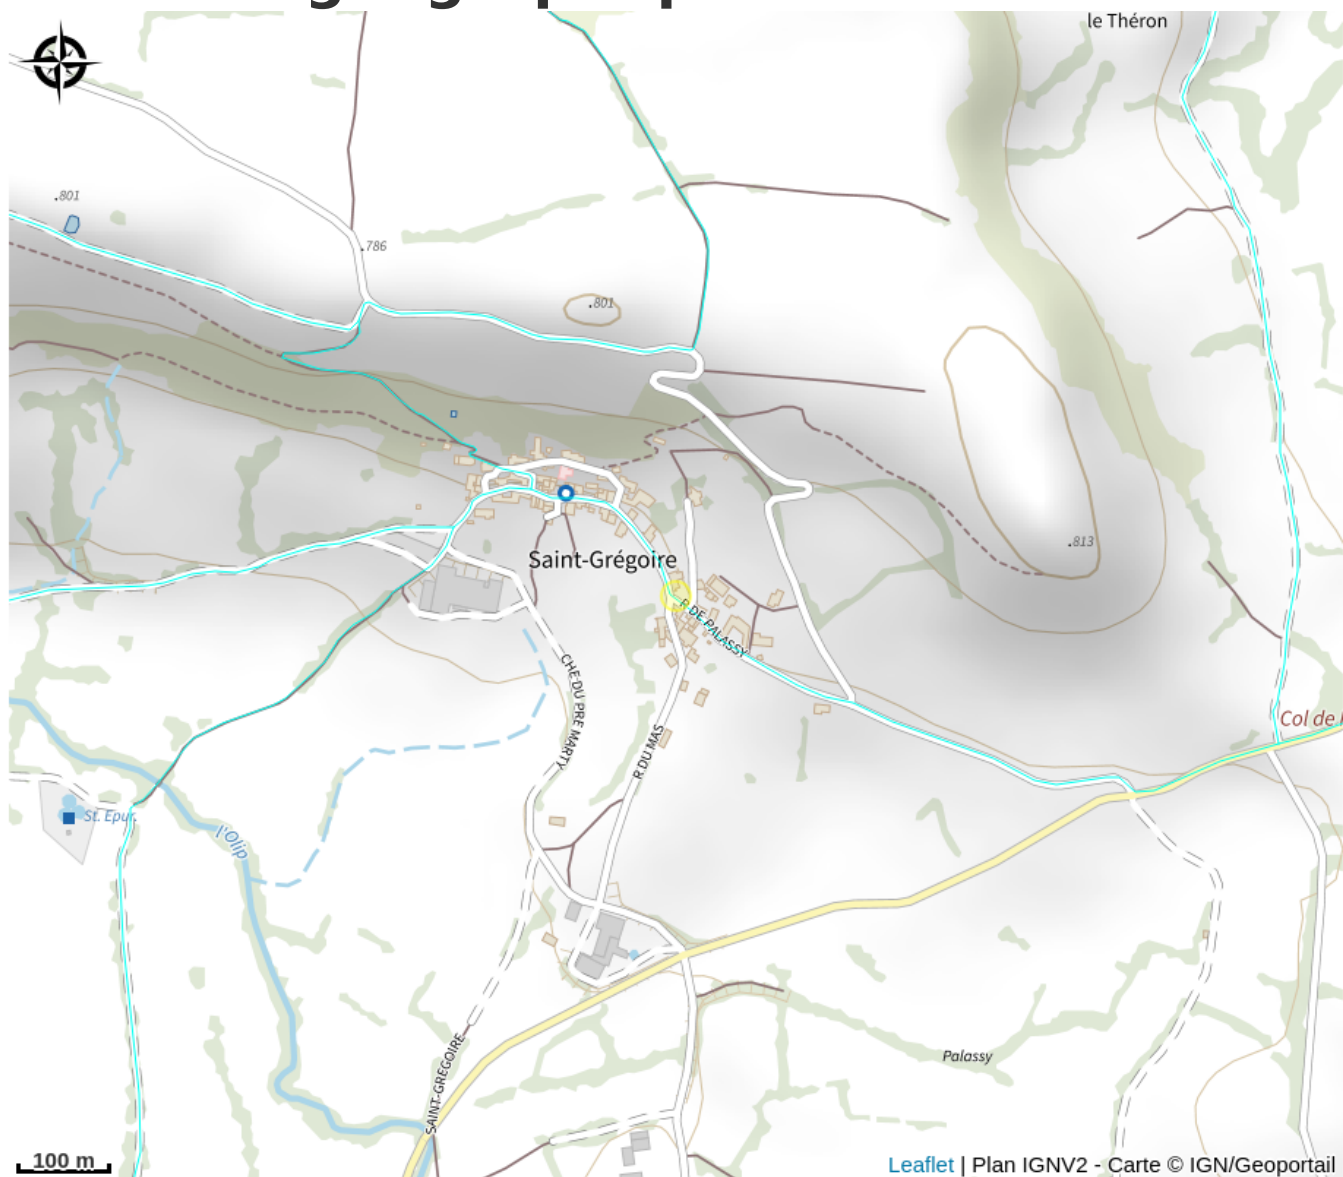 le Théron
.801
.786
.801
.813
Saint-Grégoire
R DE PALASSY
CHE DU PRE MARTY
R DU MAS
Col de
St. Epur.
l'Olip
SAINT-GREGOIRE
Palassy
100 m
Leaflet | Plan IGNV2 - Carte © IGN/Geoportail